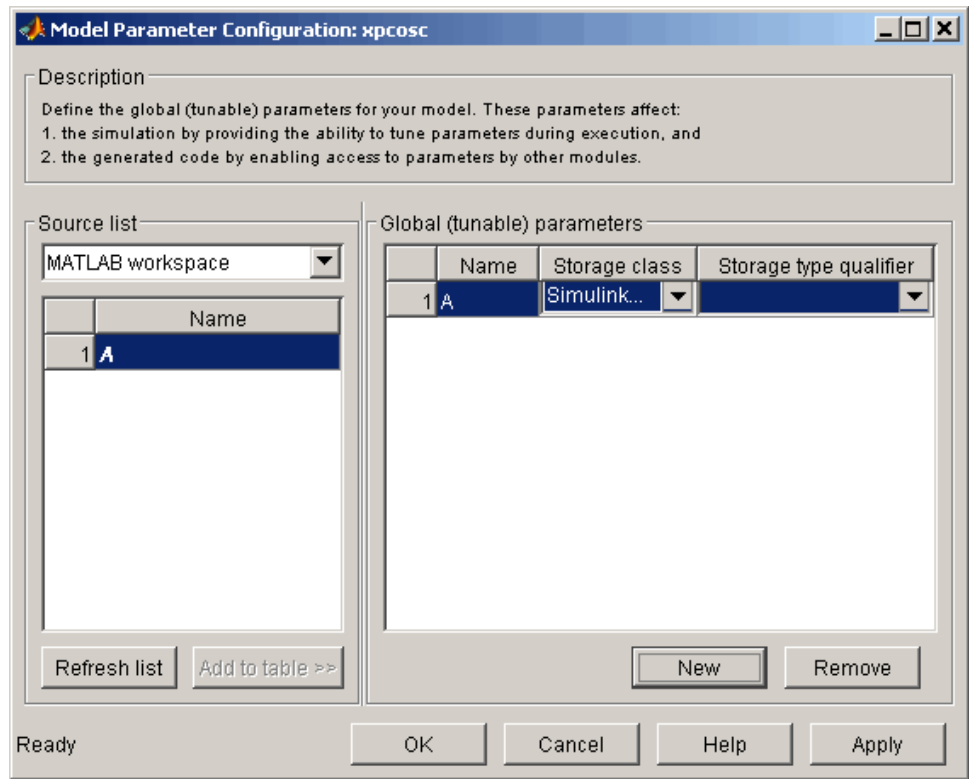 Model Parameter Configuration: xpcosc
Description
Define the global (tunable) parameters for your model. These parameters affect:
1. the simulation by providing the ability to tune parameters during execution, and
2. the generated code by enabling access to parameters by other modules.
Source list
MATLAB workspace
Name
1 A
Refresh list Add to table >>
Global (tunable) parameters
Name Storage class Storage type qualifier
1 A Simulink...
New Remove
Ready OK Cancel Help Apply